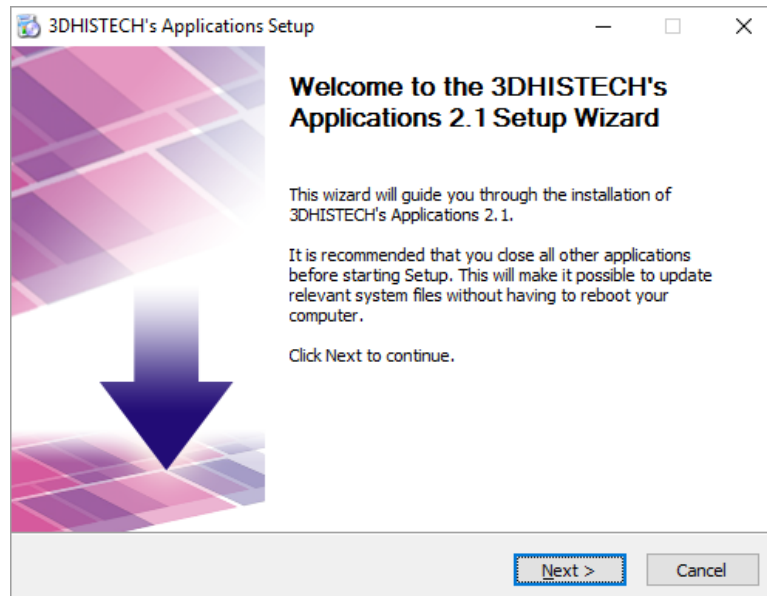 3DHISTECH's Applications Setup
Welcome to the 3DHISTECH's
Applications 2.1 Setup Wizard
This wizard will guide you through the installation of
3DHISTECH's Applications 2.1.
It is recommended that you close all other applications
before starting Setup. This will make it possible to update
relevant system files without having to reboot your
computer.
Click Next to continue.
Next >
Cancel